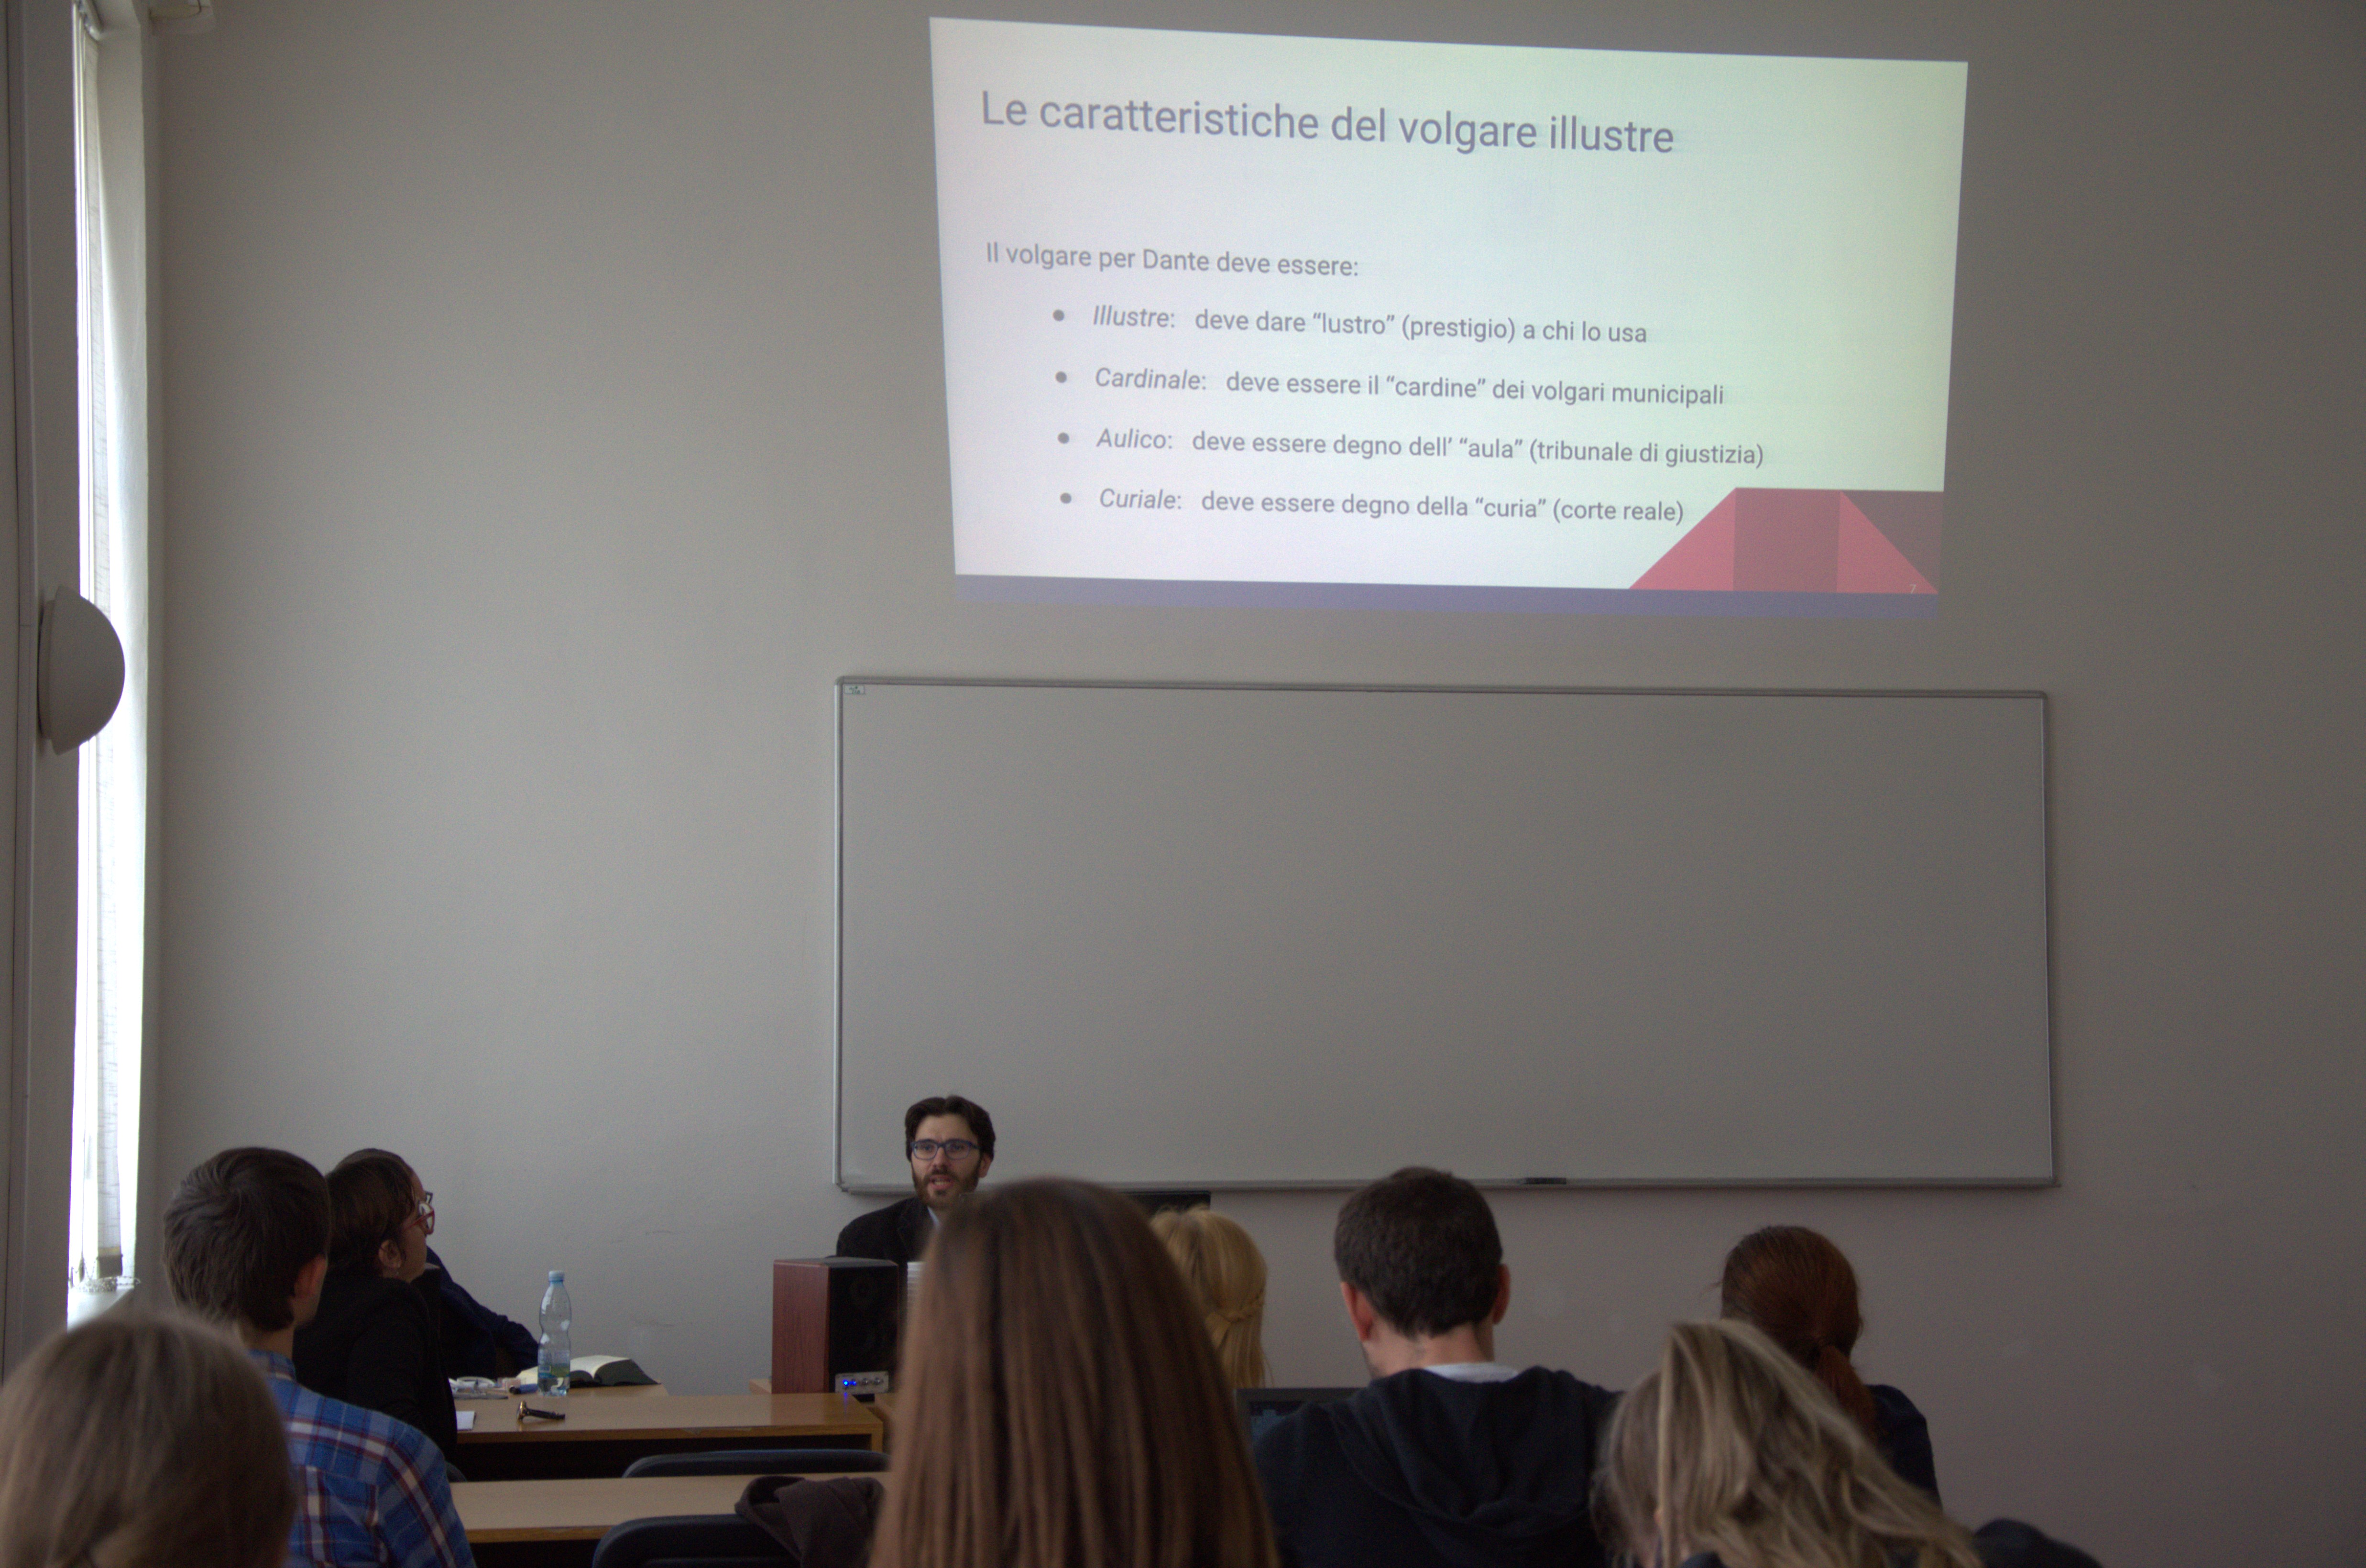 Le caratteristiche del volgare illustre
Il volgare per Dante deve essere:
● Illustre: deve dare “lustro” (prestigio) a chi lo usa
● Cardinale: deve essere il “cardine” dei volgari municipali
● Aulico: deve essere degno dell’ “aula” (tribunale di giustizia)
● Curiale: deve essere degno della “curia” (corte reale)
7